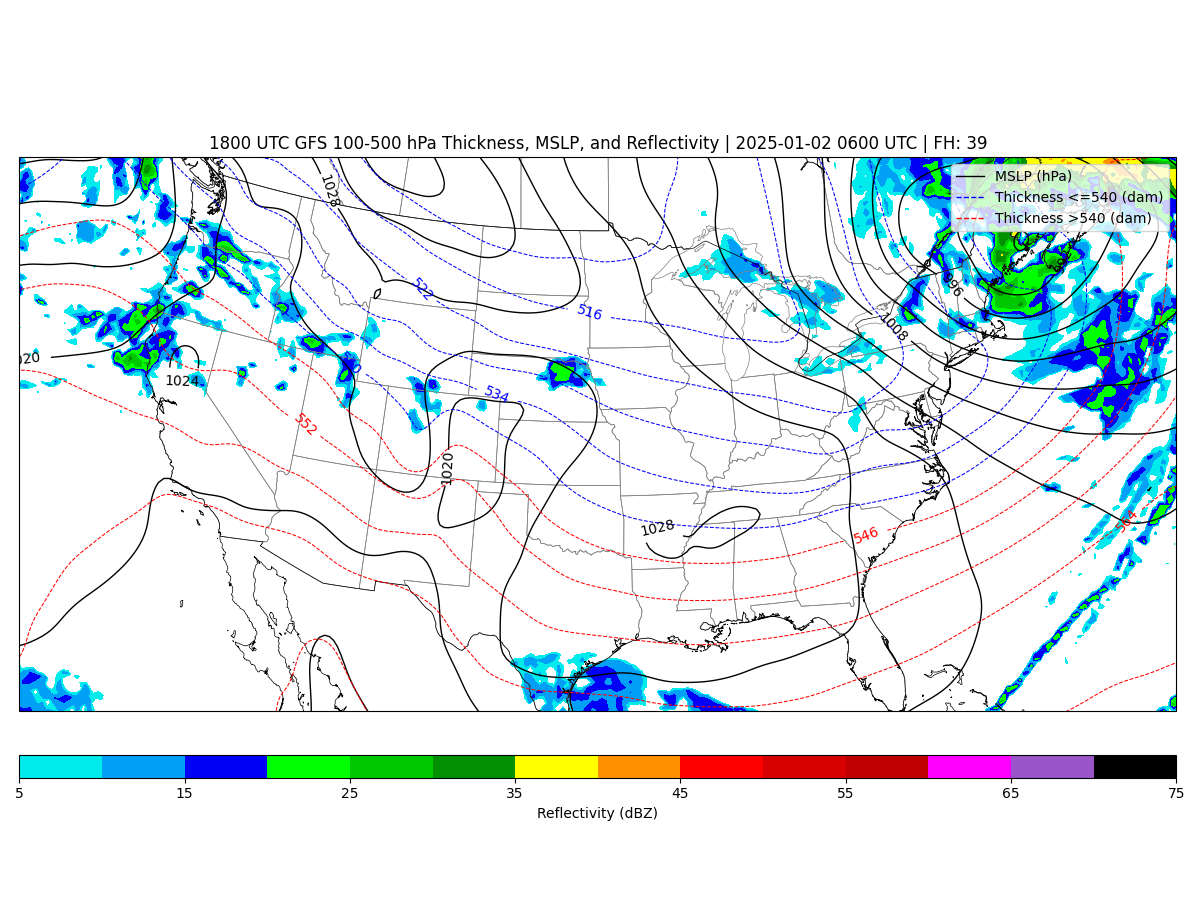 1800 UTC GFS 100-500 hPa Thickness, MSLP, and Reflectivity | 2025-01-02 0600 UTC | FH: 39
MSLP (hPa)
Thickness <=540 (dam)
Thickness >540 (dam)
1028
522
516
996
1008
020
1024
534
552
1020
1028
546
564
5 15 25 35 45 55 65 75
Reflectivity (dBZ)